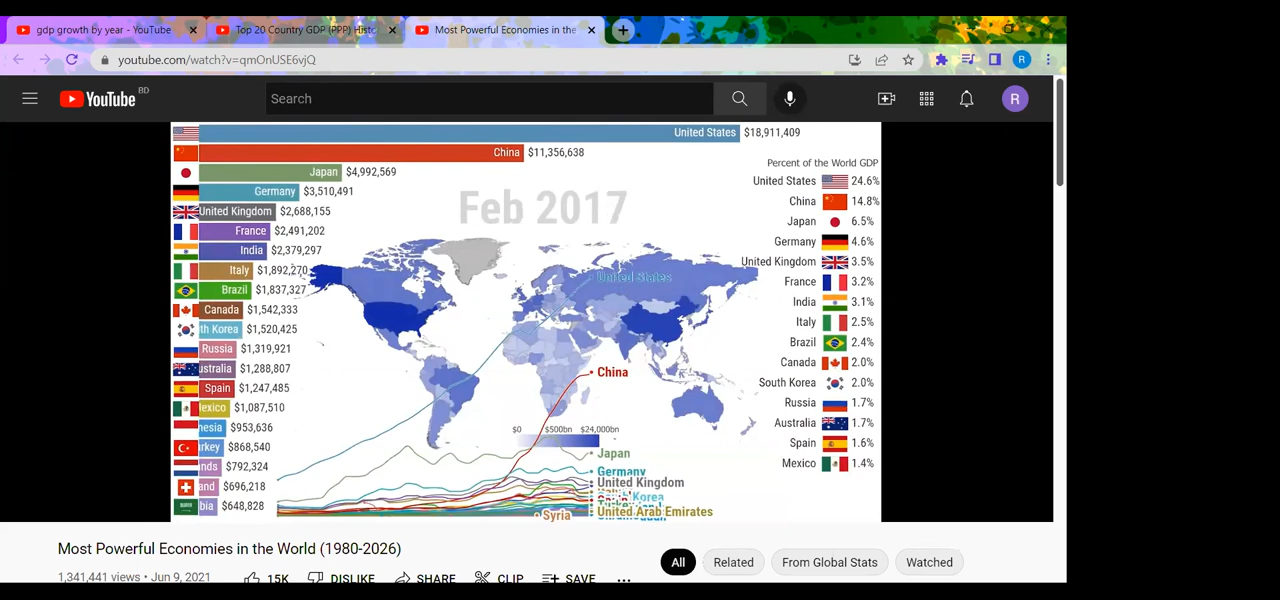 gdp growth by year - YouTube
Top 20 Country GDP (PPP) Histc
Most Powerful Economies in the
youtube.com/watch?v=qmOnUSE6vjQ
R
YouTube BD
Search
R
United States $18,911,409
China $11,356,638
Japan $4,992,569
Germany $3,510,491
United Kingdom $2,688,155
France $2,491,202
India $2,379,297
Italy $1,892,270
Brazil $1,837,327
Canada $1,542,333
th Korea $1,520,425
Russia $1,319,921
ustralia $1,288,807
Spain $1,247,485
lexico $1,087,510
nesia $953,636
rkey $868,540
nds $792,324
and $696,218
bia $648,828
Feb 2017
United States
China
$0 $500bn $24,000bn
Japan
Germany
United Kingdom
Korea
United Arab Emirates
Syria
Percent of the World GDP
United States 24.6%
China 14.8%
Japan 6.5%
Germany 4.6%
United Kingdom 3.5%
France 3.2%
India 3.1%
Italy 2.5%
Brazil 2.4%
Canada 2.0%
South Korea 2.0%
Russia 1.7%
Australia 1.7%
Spain 1.6%
Mexico 1.4%
Most Powerful Economies in the World (1980-2026)
1,341,441 views • Jun 9, 2021
15K DISLIKE SHARE CLIP SAVE ...
All Related From Global Stats Watched